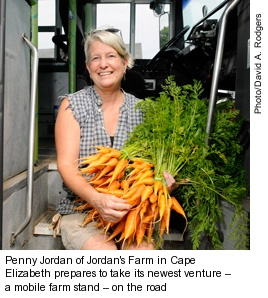 Photo/David A. Rodgers
Penny Jordan of Jordan's Farm in Cape
Elizabeth prepares to take its newest venture –
a mobile farm stand – on the road